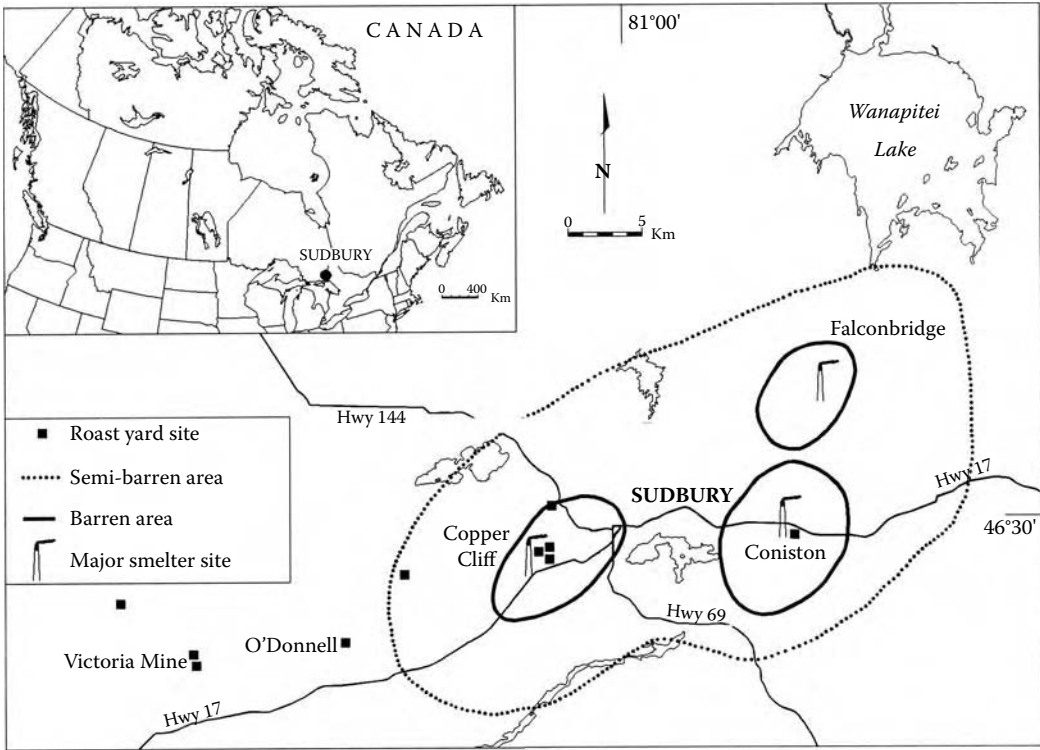 CANADA
SUDBURY
0 400 Km
81°00'
Wanapitei
Lake
N
0 5
Km
Falconbridge
Hwy 144
Roast yard site
Semi-barren area
Barren area
Major smelter site
SUDBURY
Hwy 17
46°30'
Copper
Cliff
Coniston
Hwy 69
O'Donnell
Victoria Mine
Hwy 17